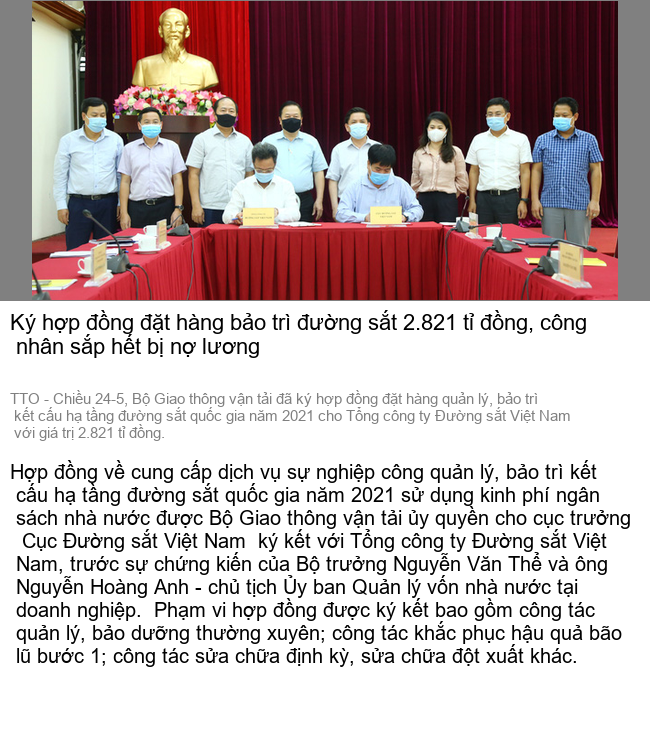 Ký hợp đồng đặt hàng bảo trì đường sắt 2.821 tỉ đồng, công
nhân sắp hết bị nợ lương
TTO - Chiều 24-5, Bộ Giao thông vận tải đã ký hợp đồng đặt hàng quản lý, bảo trì
kết cấu hạ tầng đường sắt quốc gia năm 2021 cho Tổng công ty Đường sắt Việt Nam
với giá trị 2.821 tỉ đồng.
Hợp đồng về cung cấp dịch vụ sự nghiệp công quản lý, bảo trì kết
cấu hạ tầng đường sắt quốc gia năm 2021 sử dụng kinh phí ngân
sách nhà nước được Bộ Giao thông vận tải ủy quyền cho cục trưởng
Cục Đường sắt Việt Nam ký kết với Tổng công ty Đường sắt Việt
Nam, trước sự chứng kiến của Bộ trưởng Nguyễn Văn Thể và ông
Nguyễn Hoàng Anh - chủ tịch Ủy ban Quản lý vốn nhà nước tại
doanh nghiệp. Phạm vi hợp đồng được ký kết bao gồm công tác
quản lý, bảo dưỡng thường xuyên; công tác khắc phục hậu quả bão
lũ bước 1; công tác sửa chữa định kỳ, sửa chữa đột xuất khác.